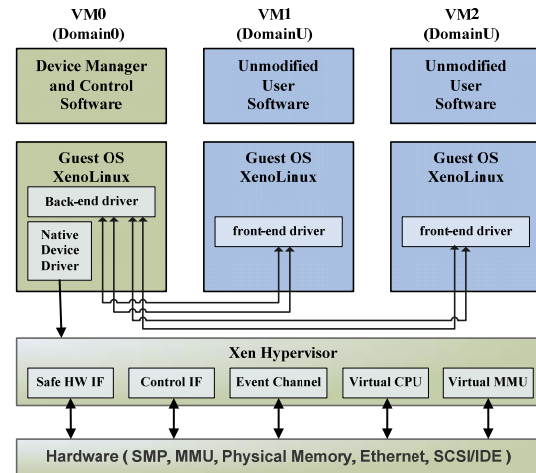 VM0
(Domain0)
VM1
(DomainU)
VM2
(DomainU)
Device Manager
and Control
Software
Unmodified
User
Software
Unmodified
User
Software
Guest OS
XenoLinux
Back-end driver
Native
Device
Driver
Guest OS
XenoLinux
front-end driver
Guest OS
XenoLinux
front-end driver
Xen Hypervisor
Safe HW IF
Control IF
Event Channel
Virtual CPU
Virtual MMU
Hardware ( SMP, MMU, Physical Memory, Ethernet, SCSI/IDE )